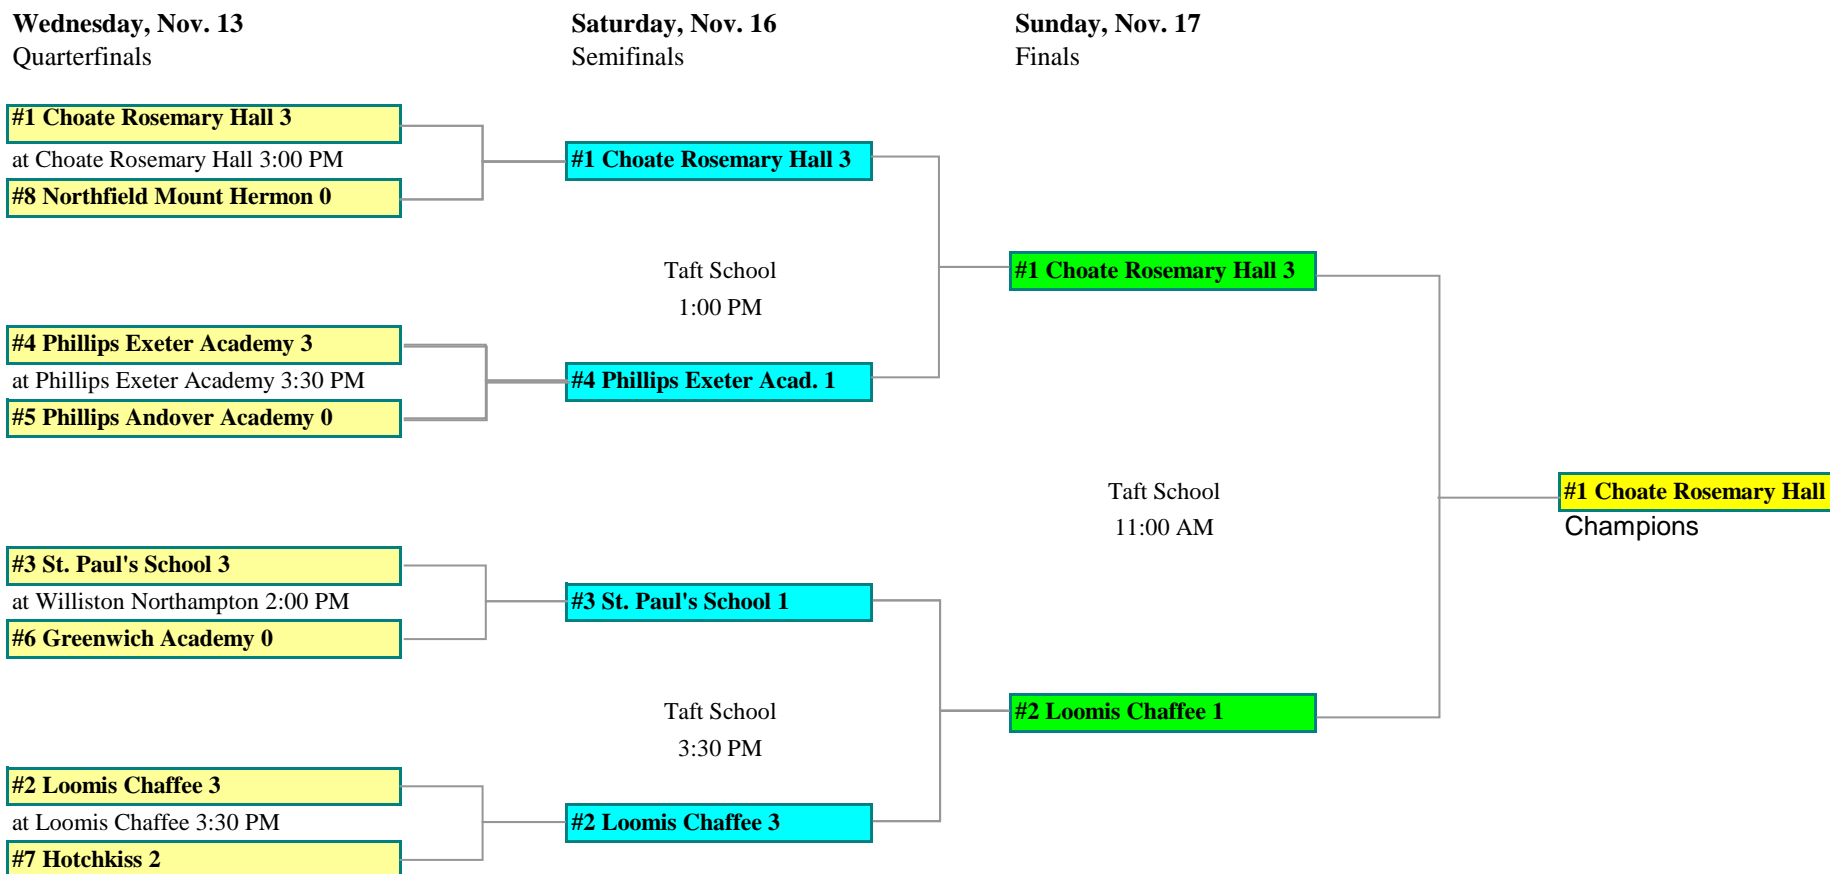 Wednesday, Nov. 13
Quarterfinals
Saturday, Nov. 16
Semifinals
Sunday, Nov. 17
Finals
#1 Choate Rosemary Hall 3
at Choate Rosemary Hall 3:00 PM
#8 Northfield Mount Hermon 0
#4 Phillips Exeter Academy 3
at Phillips Exeter Academy 3:30 PM
#5 Phillips Andover Academy 0
#3 St. Paul's School 3
at Williston Northampton 2:00 PM
#6 Greenwich Academy 0
#2 Loomis Chaffee 3
at Loomis Chaffee 3:30 PM
#7 Hotchkiss 2
#1 Choate Rosemary Hall 3
Taft School
1:00 PM
#4 Phillips Exeter Acad. 1
#3 St. Paul's School 1
Taft School
3:30 PM
#2 Loomis Chaffee 3
#1 Choate Rosemary Hall 3
Taft School
11:00 AM
#2 Loomis Chaffee 1
#1 Choate Rosemary Hall
Champions